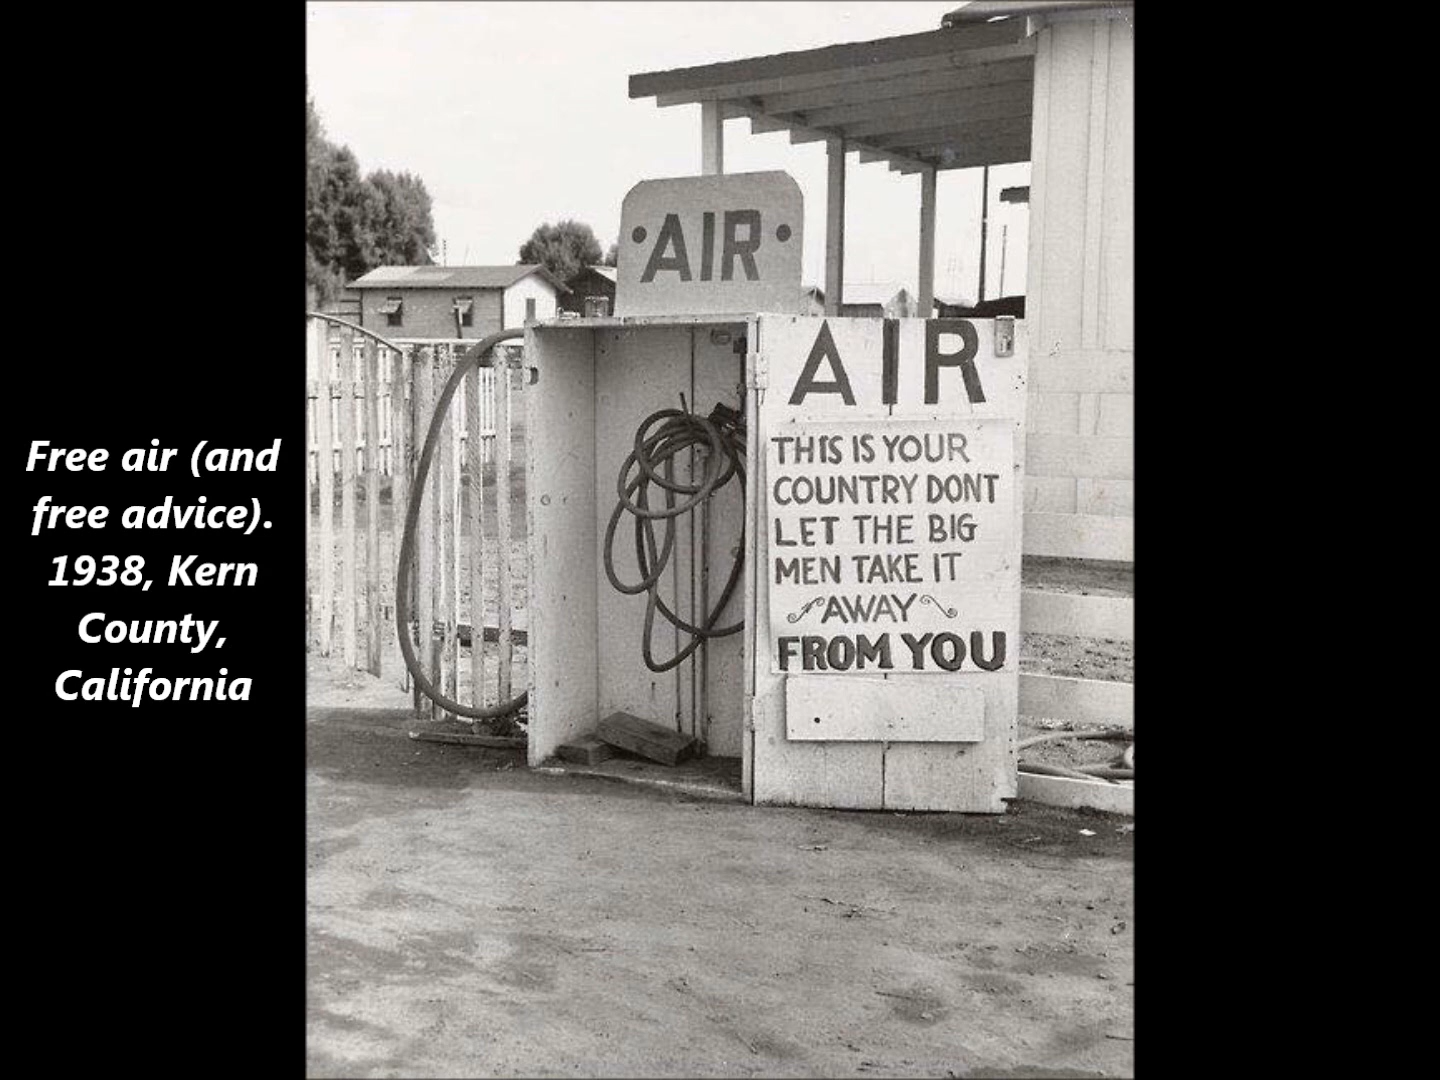 Free air (and
free advice).
1938, Kern
County,
California
•AIR•
AIR
THIS IS YOUR
COUNTRY DONT
LET THE BIG
MEN TAKE IT
AWAY
FROM YOU